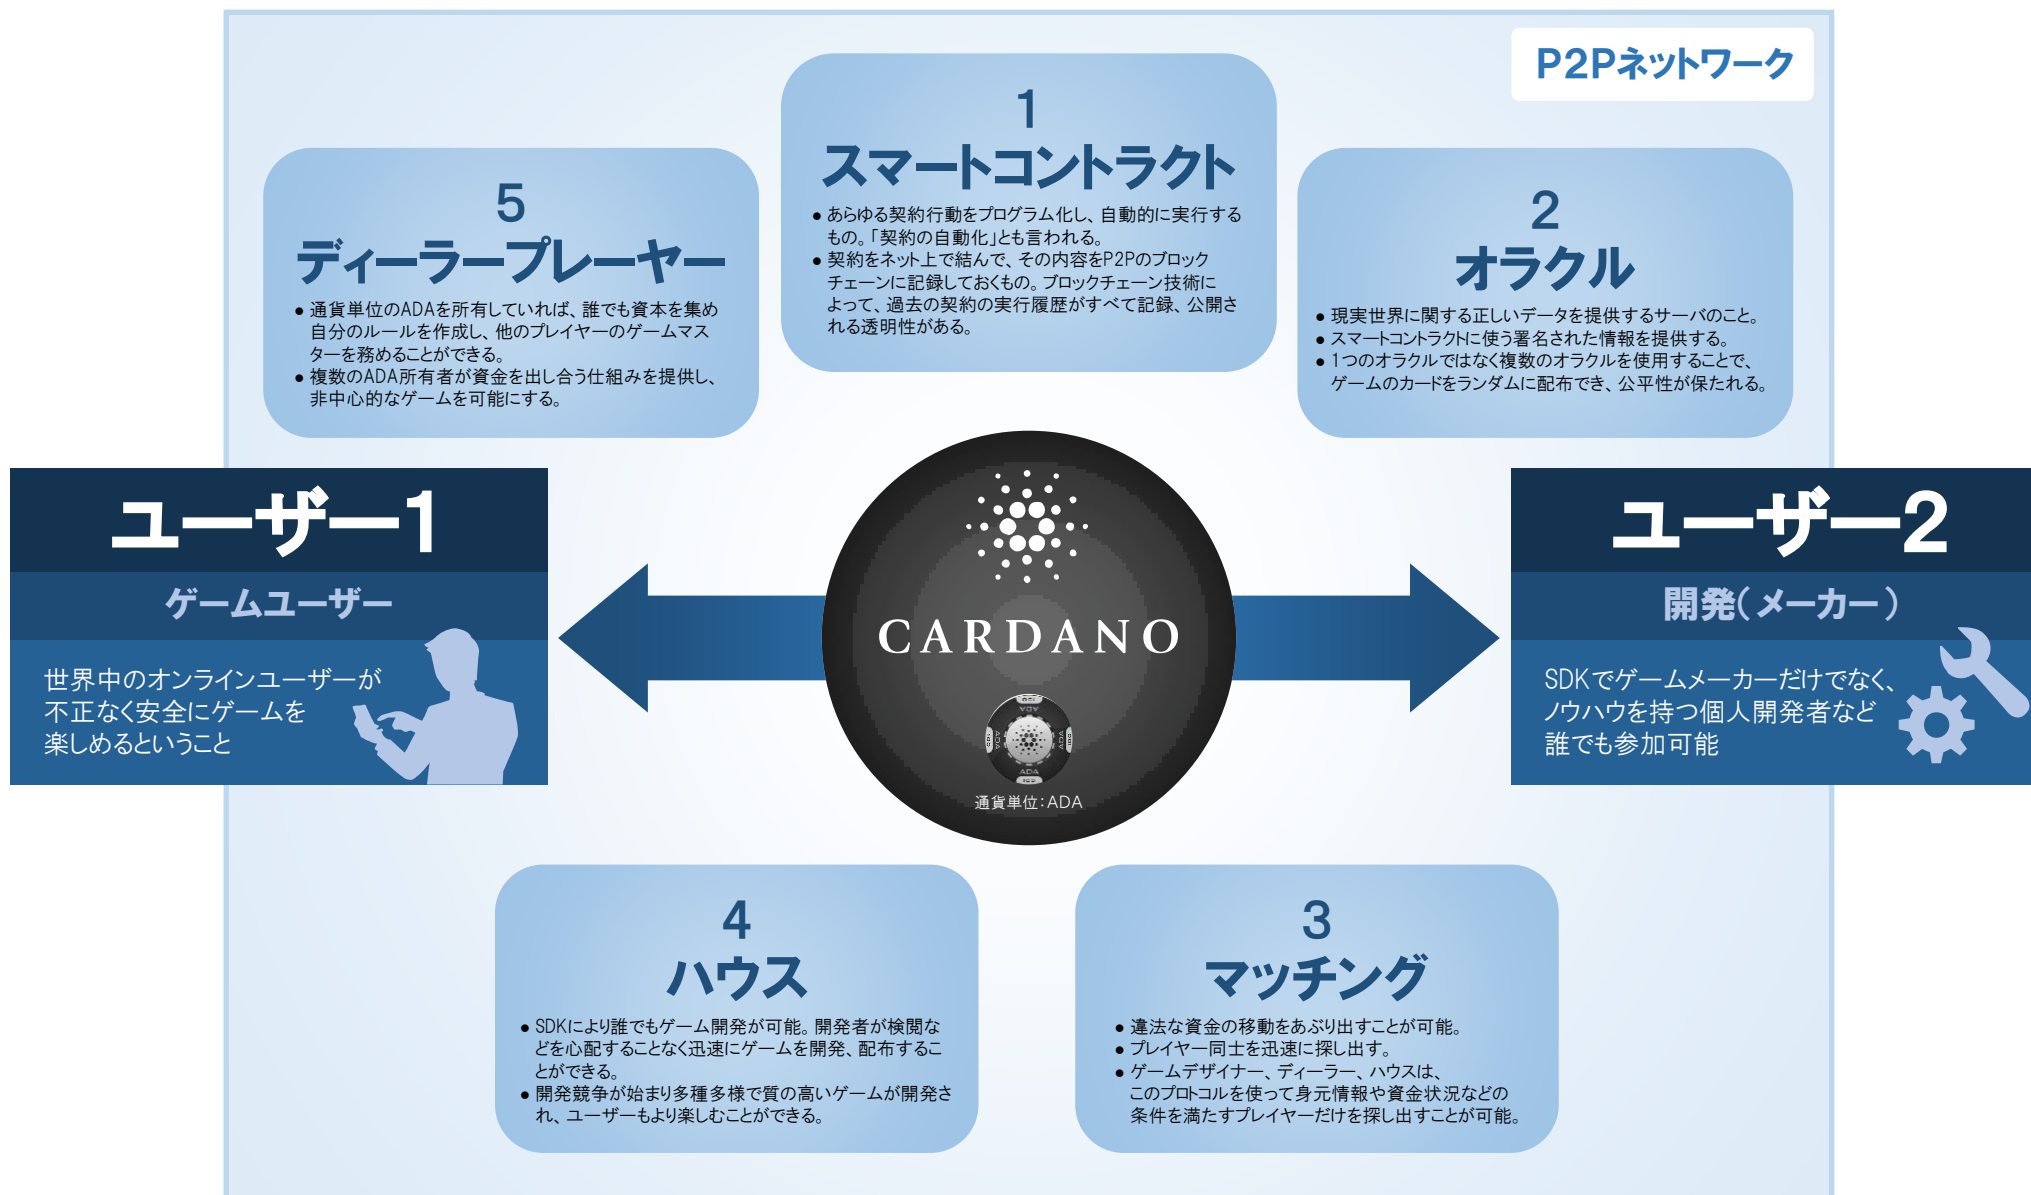 P2Pネットワーク
1
スマートコントラクト
● あらゆる契約行動をプログラム化し、自動的に実行する
もの。「契約の自動化」とも言われる。
● 契約をネット上で結んで、その内容をP2Pのブロック
チェーンに記録しておくもの。ブロックチェーン技術に
よって、過去の契約の実行履歴がすべて記録、公開さ
れる透明性がある。
2
オラクル
● 現実世界に関する正しいデータを提供するサーバのこと。
● スマートコントラクトに使う署名された情報を提供する。
● 1つのオラクルではなく複数のオラクルを使用することで、
ゲームのカードをランダムに配布でき、公平性が保たれる。
5
ディーラープレーヤー
● 通貨単位のADAを所有していれば、誰でも資本を集め
自分のルールを作成し、他のプレイヤーのゲームマス
ターを務めることができる。
● 複数のADA所有者が資金を出し合う仕組みを提供し、
非中心的なゲームを可能にする。
ユーザー1
ゲームユーザー
世界中のオンラインユーザーが
不正なく安全にゲームを
楽しめるということ
CARDANO
ADA
ADA
ADA
ADA
通貨単位：ADA
ユーザー2
開発（メーカー）
SDKでゲームメーカーだけでなく、
ノウハウを持つ個人開発者など
誰でも参加可能
4
ハウス
● SDKにより誰でもゲーム開発が可能。開発者が検閲な
どを心配することなく迅速にゲームを開発、配布するこ
とができる。
● 開発競争が始まり多種多様で質の高いゲームが開発さ
れ、ユーザーもより楽しむことができる。
3
マッチング
● 違法な資金の移動をあぶり出すことが可能。
● プレイヤー同士を迅速に探し出す。
● ゲームデザイナー、ディーラー、ハウスは、
このプロトコルを使って身元情報や資金状況などの
条件を満たすプレイヤーだけを探し出すことが可能。